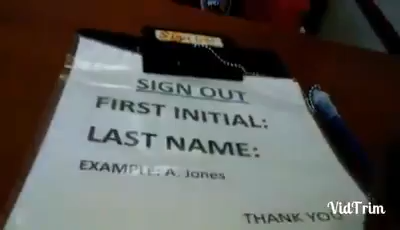 SIGN OUT
FIRST INITIAL:
LAST NAME:
EXAMPLE: A. Jones
THANK YOU
VidTrim